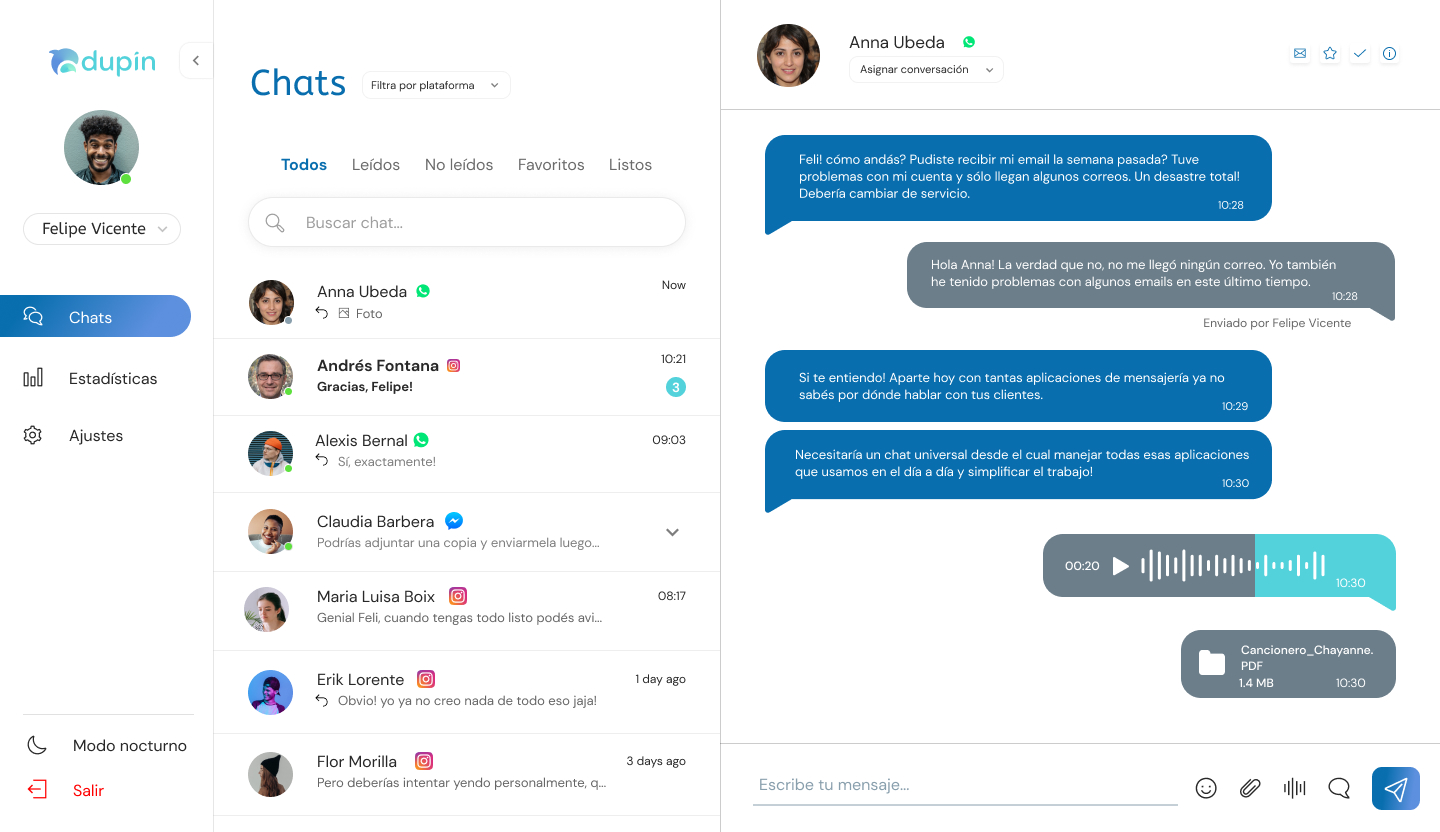 dupin
Felipe Vicente
Chats
Estadísticas
Ajustes
Modo nocturno
Salir
Chats
Filtra por plataforma
Todos
Leídos
No leídos
Favoritos
Listos
Buscar chat...
Anna Ubeda
Now
Foto
Andrés Fontana
10:21
Gracias, Felipe!
3
Alexis Bernal
09:03
Sí, exactamente!
Claudia Barbera
Podrías adjuntar una copia y enviarmela luego...
Maria Luisa Boix
08:17
Genial Feli, cuando tengas todo listo podés avi...
Erik Lorente
1 day ago
Obvio! yo ya no creo nada de todo eso jaja!
Flor Morilla
3 days ago
Pero deberías intentar yendo personalmente, q...
Anna Ubeda
Asignar conversación
Feli! cómo andás? Pudiste recibir mi email la semana pasada? Tuve
problemas con mi cuenta y sólo llegan algunos correos. Un desastre total!
Debería cambiar de servicio.
10:28
Hola Anna! La verdad que no, no me llegó ningún correo. Yo también
he tenido problemas con algunos emails en este último tiempo.
10:28
Enviado por Felipe Vicente
Si te entiendo! Aparte hoy con tantas aplicaciones de mensajería ya no
sabés por dónde hablar con tus clientes.
10:29
Necesitaría un chat universal desde el cual manejar todas esas aplicaciones
que usamos en el día a día y simplificar el trabajo!
10:30
00:20
10:30
Cancionero_Chayanne.
PDF
1.4 MB
10:30
Escribe tu mensaje...